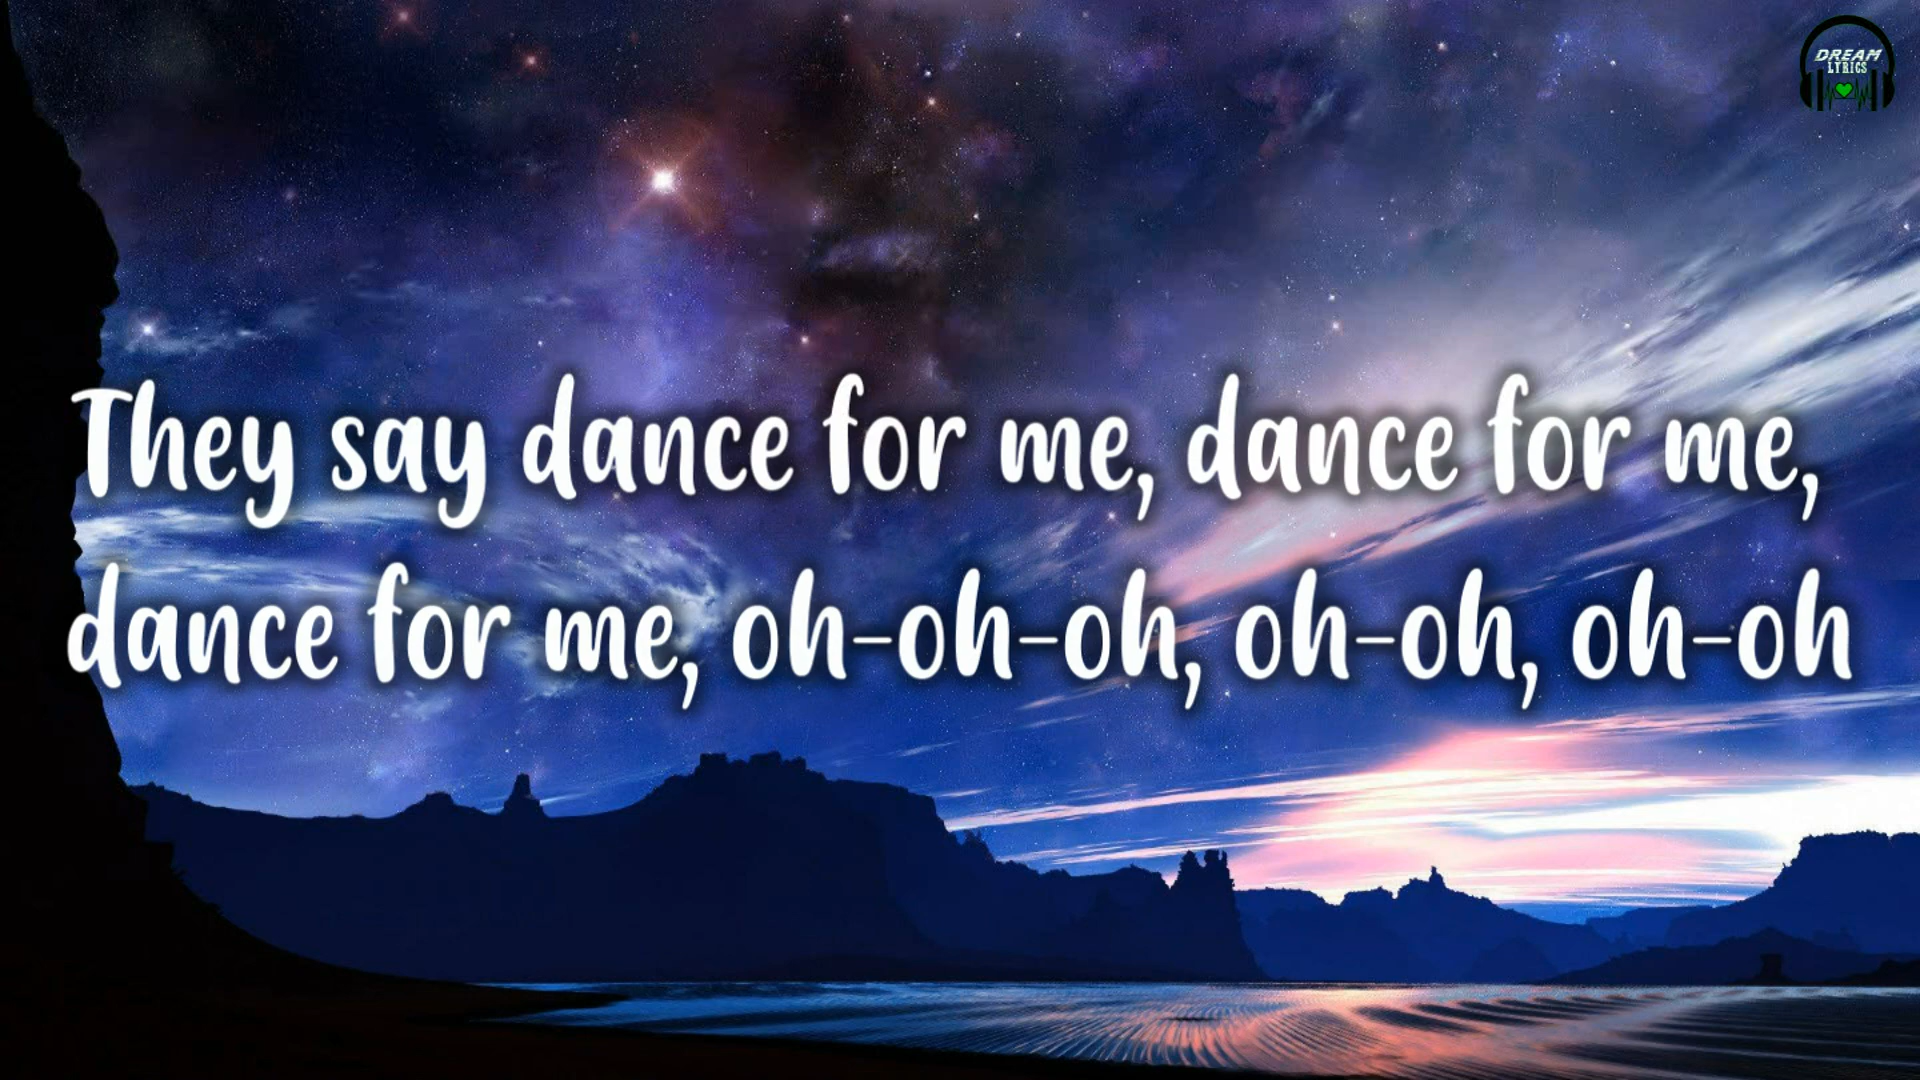 DREAM
LYRICS
They say dance for me, dance for me,
dance for me, oh-oh-oh, oh-oh, oh-oh